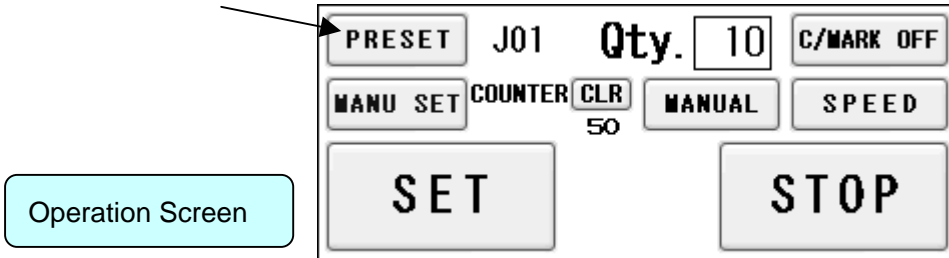 PRESET J01 Qty. 10 C/MARK OFF
MANU SET COUNTER CLR MANUAL SPEED
50
SET STOP
Operation Screen